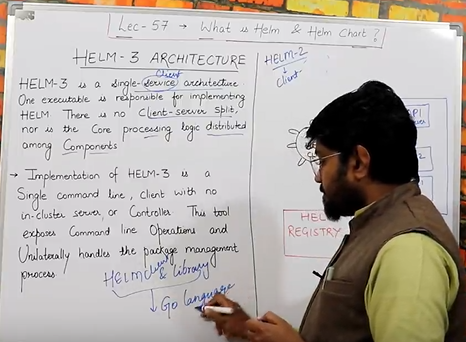 Lec-57 → What is Helm & Helm Chart?
HELM-3 ARCHITECTURE
HELM-3 is a Single-service architecture.
Client
One executable is responsible for implementing
HELM. There is no Client-server split,
nor is the Core processing logic distributed
among Components
→ Implementation of HELM-3 is a
Single command line, client with no
in-cluster server, or Controller. This tool
exposes Command line Operations and
Unilaterally handles the package management
process.
HELM client & library
↓ Go language
HELM-2
↓
client
API
REGISTRY